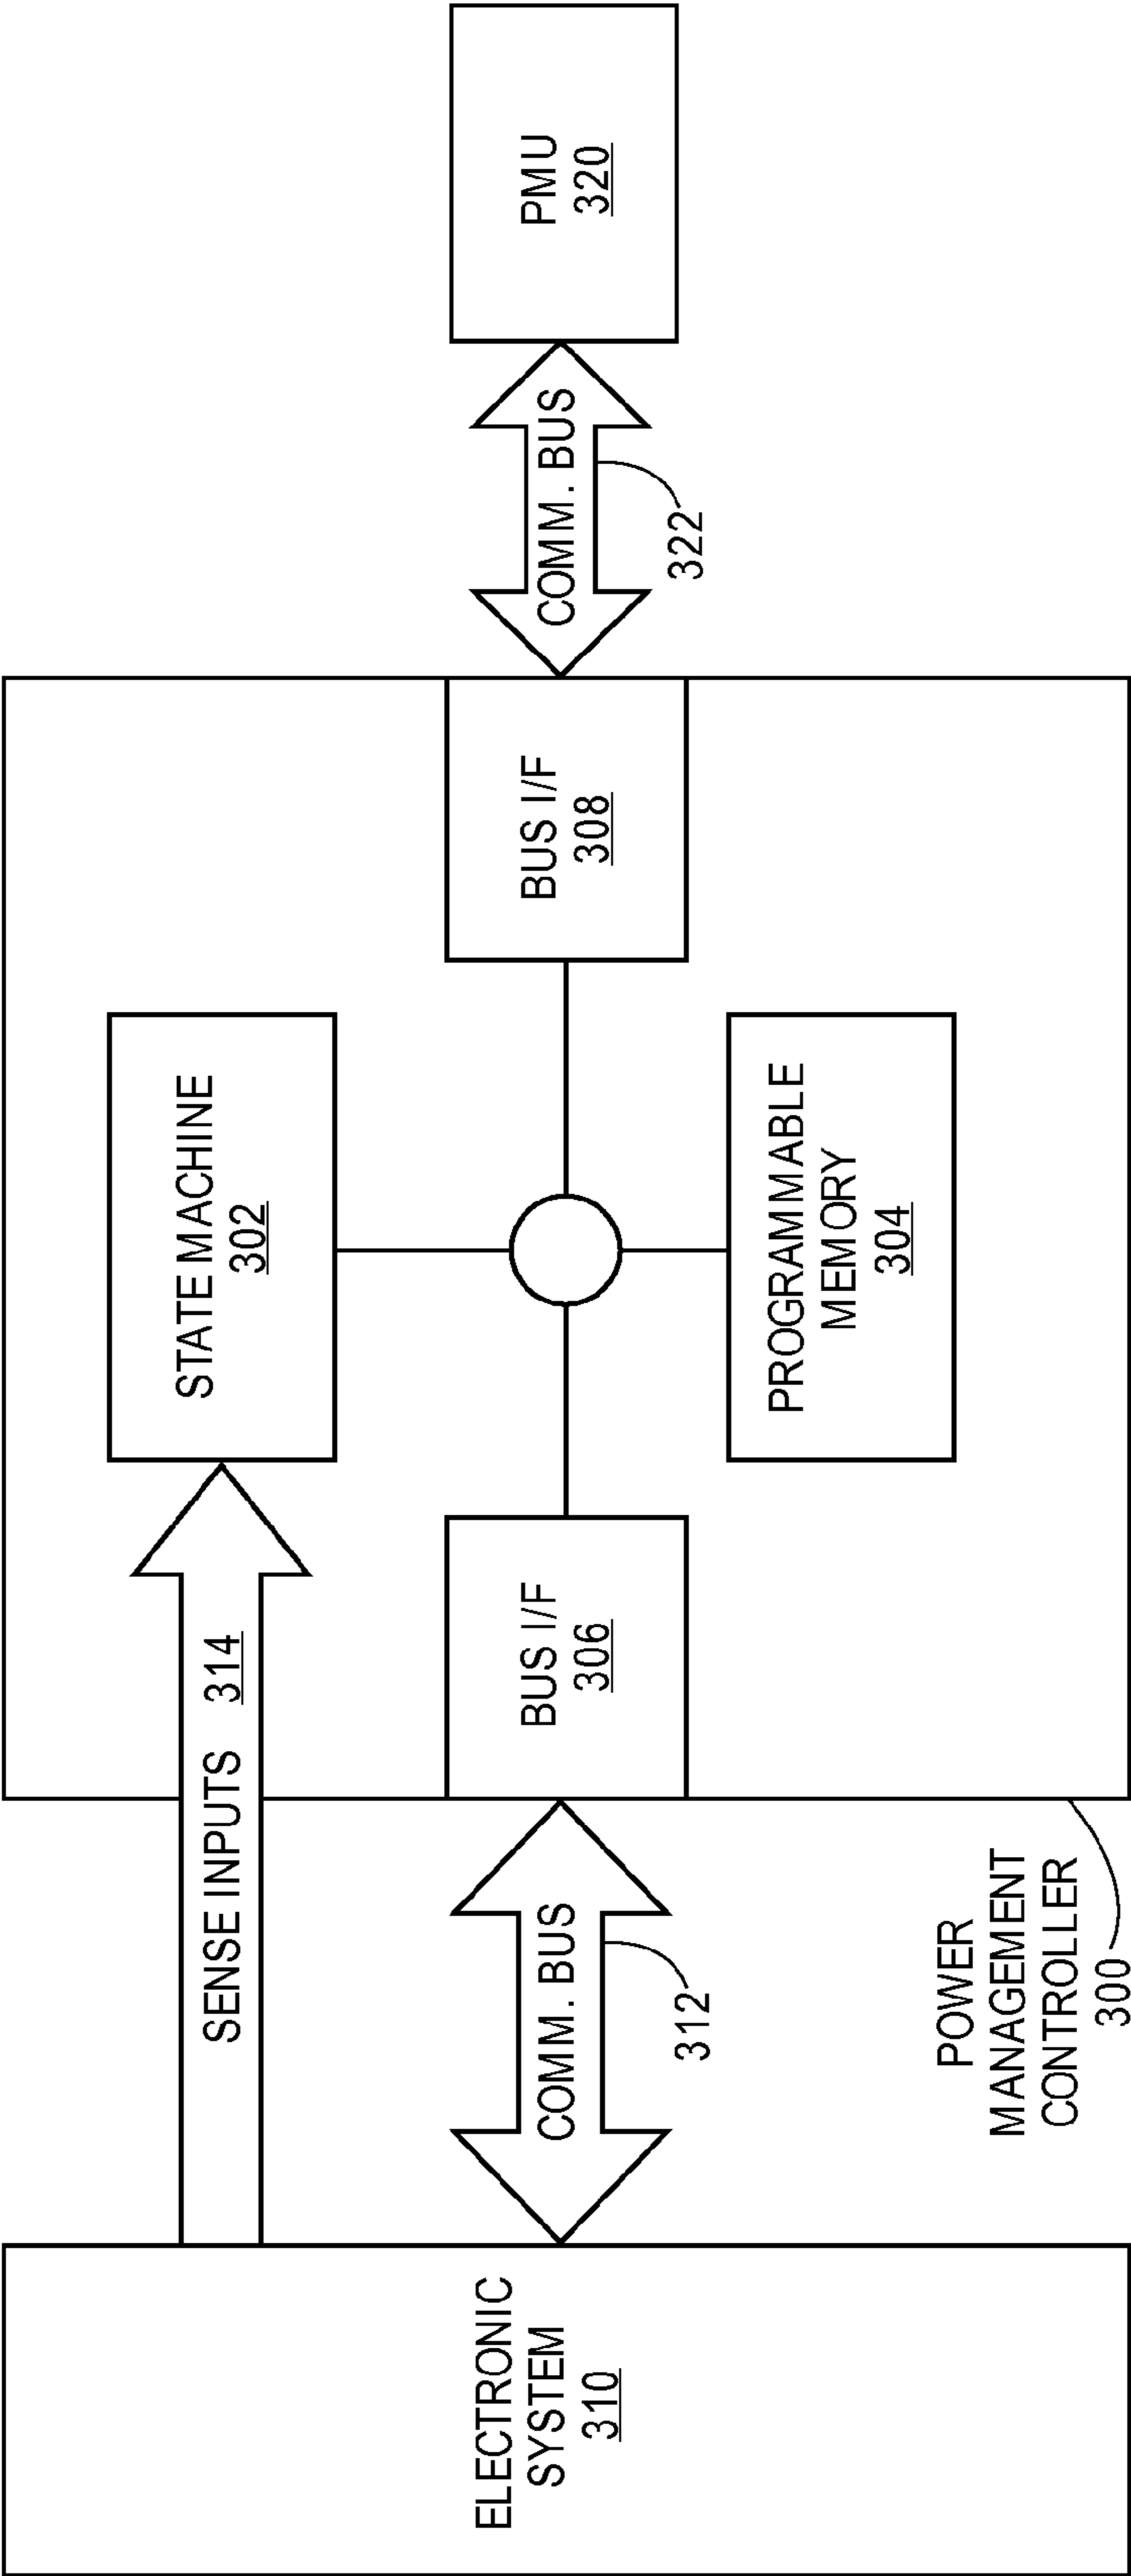 ELECTRONIC
SYSTEM
310
SENSE INPUTS 314
COMM. BUS
312
POWER
MANAGEMENT
CONTROLLER
300
BUS I/F
306
STATE MACHINE
302
PROGRAMMABLE
MEMORY
304
BUS I/F
308
COMM. BUS
322
PMU
320